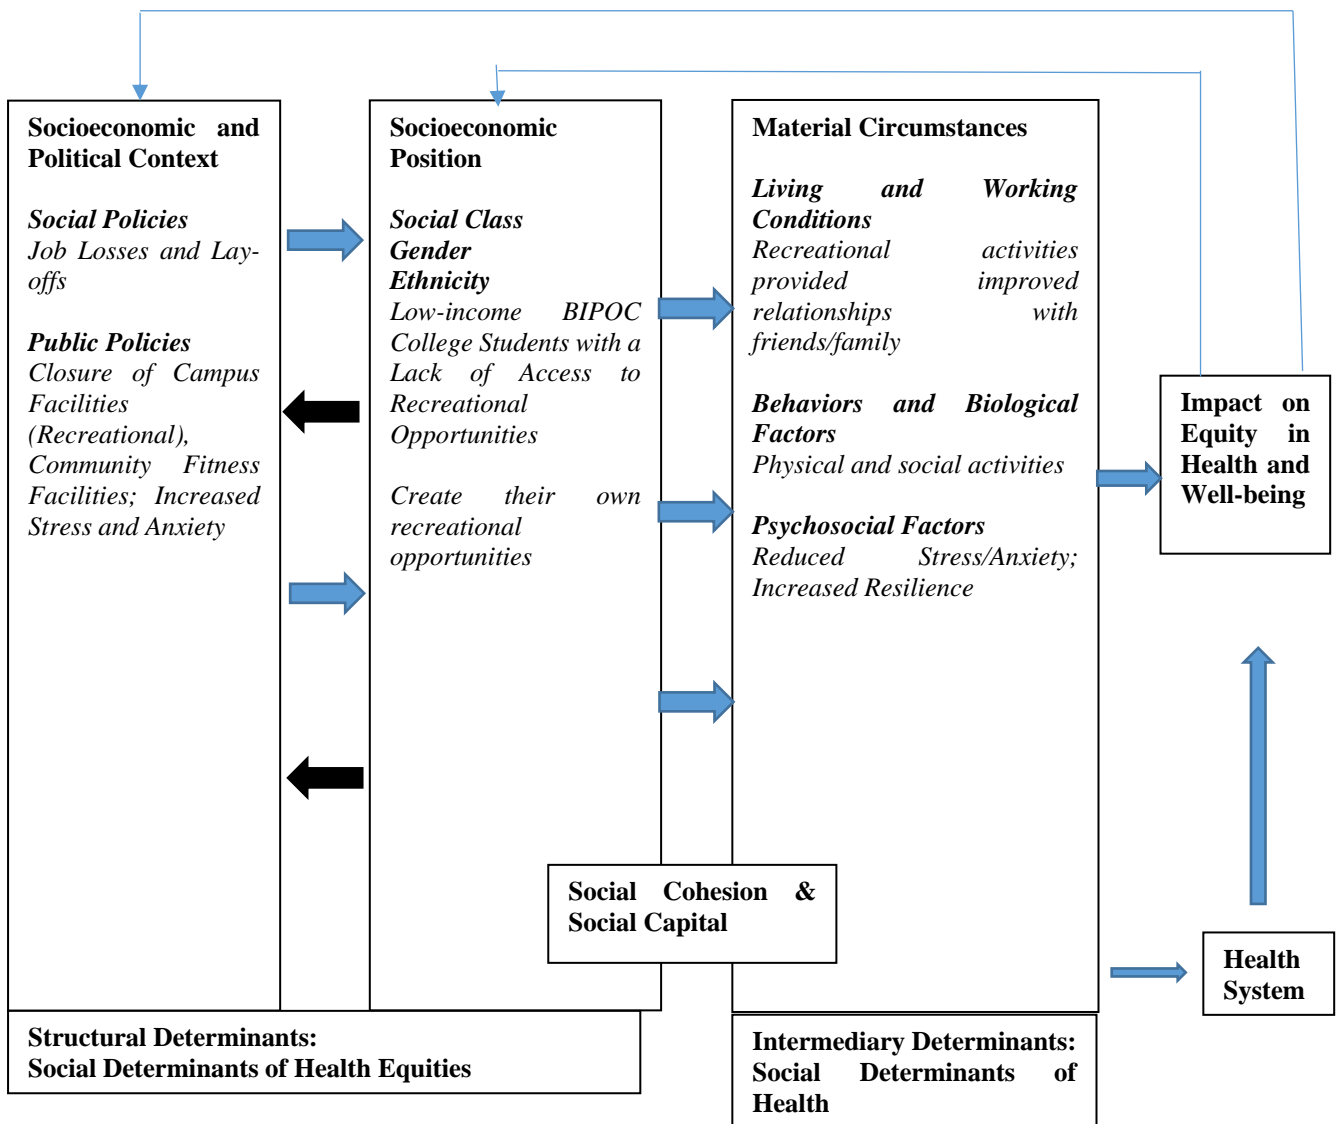 Socioeconomic and
Political Context
Social Policies
Job Losses and Lay-
offs
Public Policies
Closure of Campus
Facilities
(Recreational),
Community Fitness
Facilities; Increased
Stress and Anxiety
Socioeconomic
Position
Social Class
Gender
Ethnicity
Low-income BIPOC
College Students with a
Lack of Access to
Recreational
Opportunities
Create their own
recreational
opportunities
Material Circumstances
Living and Working
Conditions
Recreational activities
provided improved
relationships with
friends/family
Behaviors and Biological
Factors
Physical and social activities
Psychosocial Factors
Reduced Stress/Anxiety;
Increased Resilience
Impact on
Equity in
Health and
Well-being
Social Cohesion &
Social Capital
Health
System
Structural Determinants:
Social Determinants of Health Equities
Intermediary Determinants:
Social Determinants of
Health